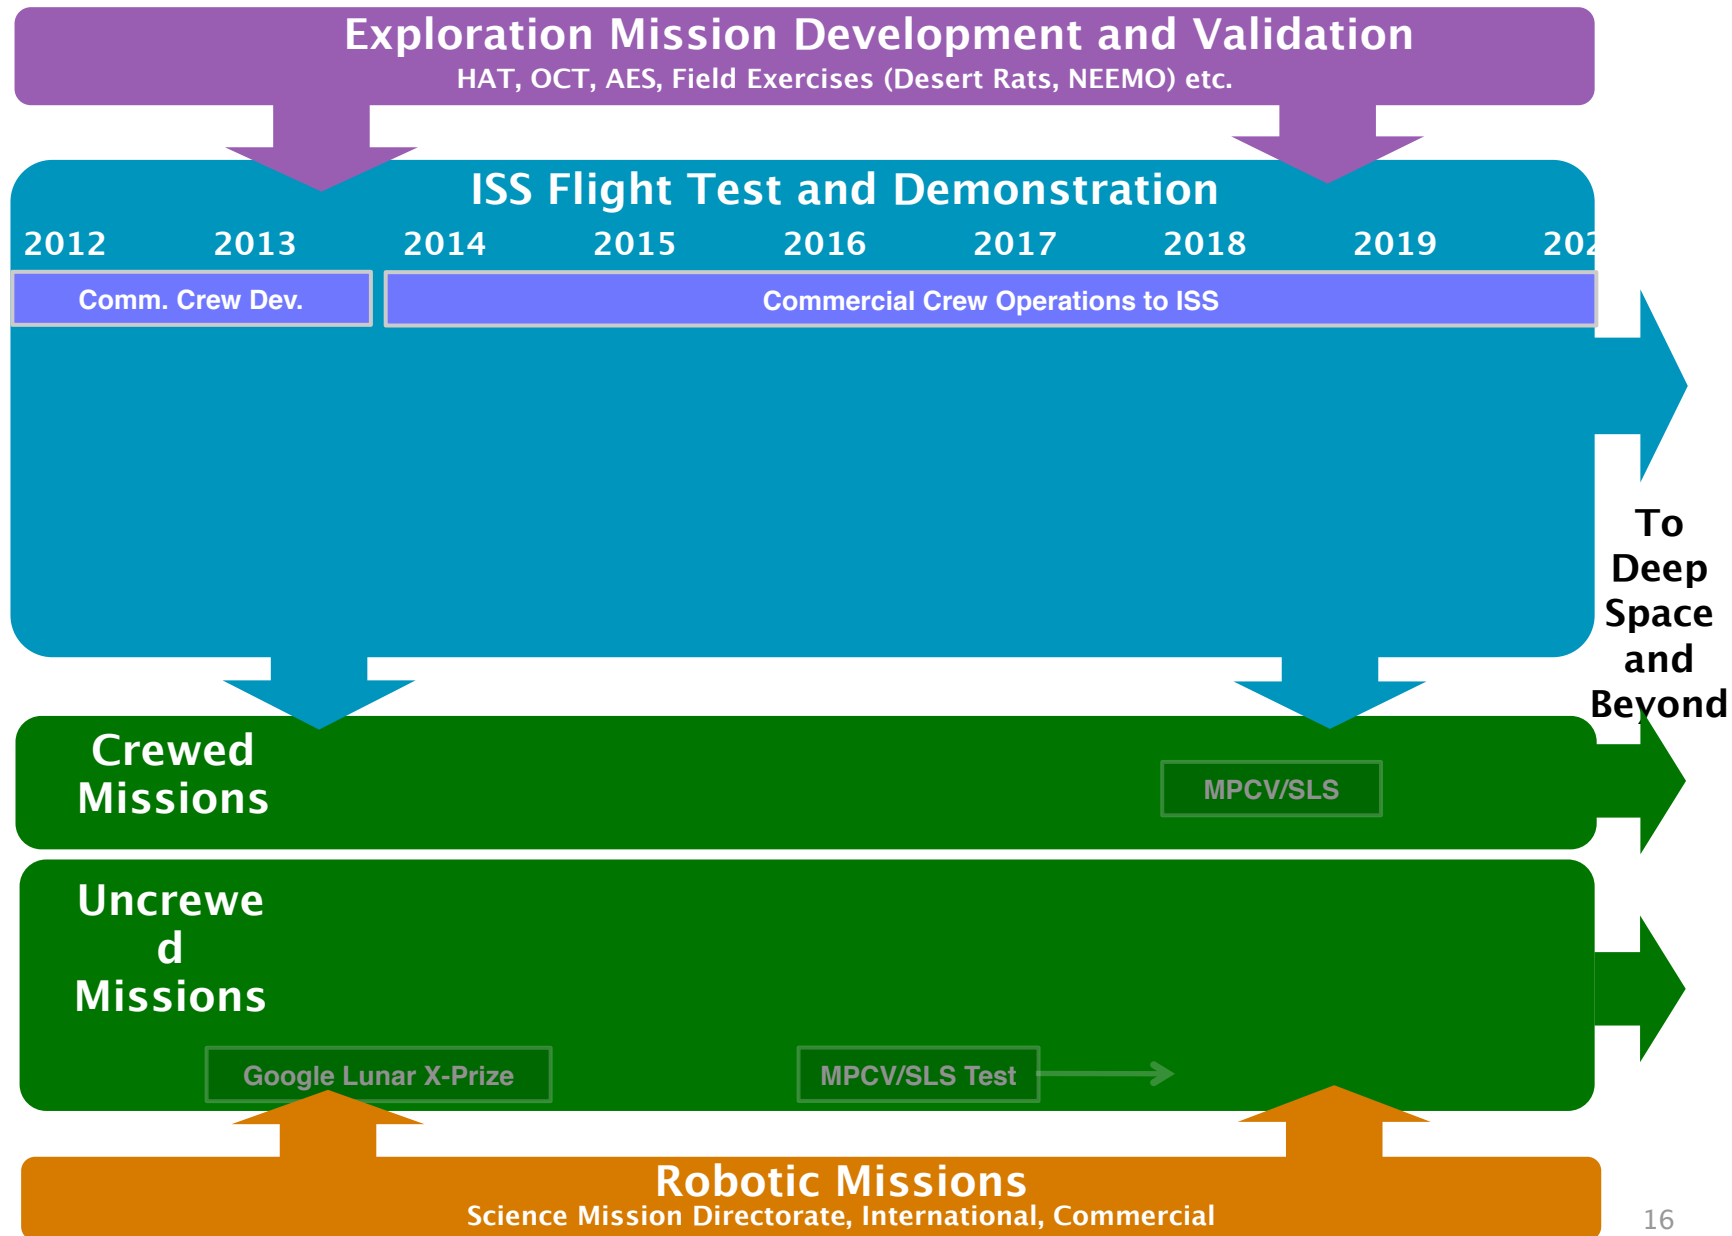 Exploration Mission Development and Validation
HAT, OCT, AES, Field Exercises (Desert Rats, NEEMO) etc.
ISS Flight Test and Demonstration
2012 2013 2014 2015 2016 2017 2018 2019 202
Comm. Crew Dev. Commercial Crew Operations to ISS
To
Deep
Space
and
Beyond
Crewed
Missions
MPCV/SLS
Uncrewe
d
Missions
Google Lunar X-Prize MPCV/SLS Test
Robotic Missions
Science Mission Directorate, International, Commercial
16